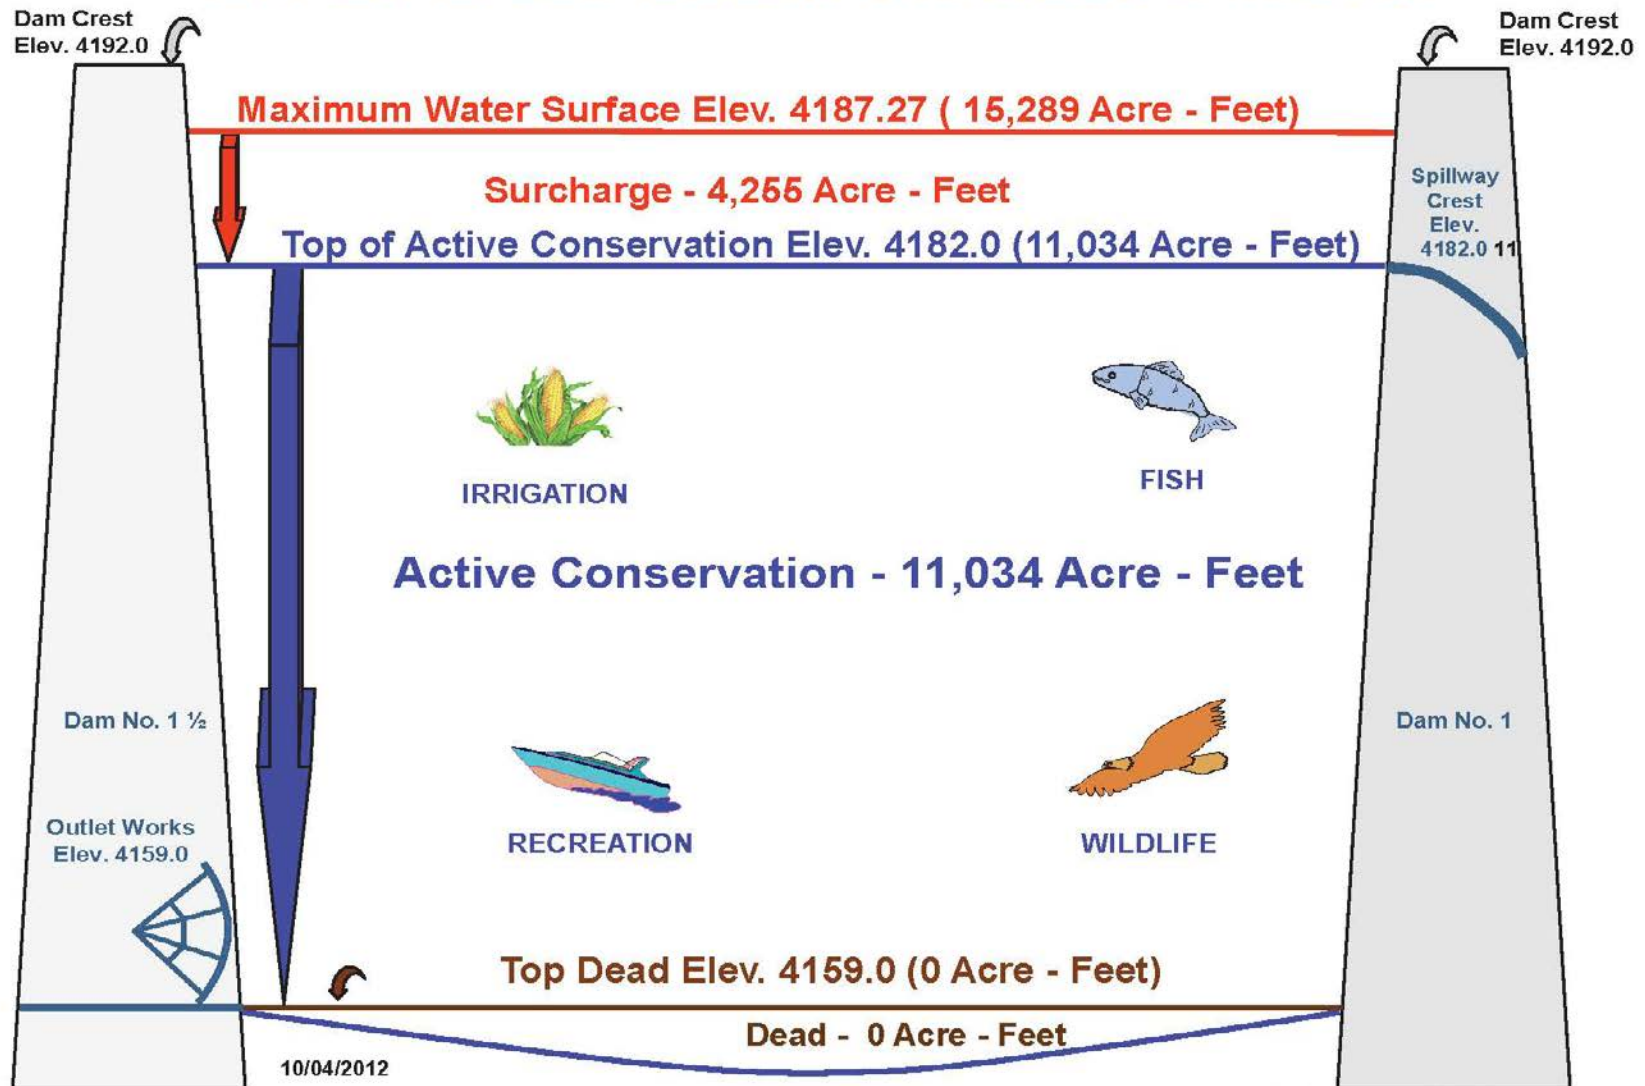 Dam Crest
Elev. 4192.0
Dam Crest
Elev. 4192.0
Maximum Water Surface Elev. 4187.27 ( 15,289 Acre - Feet)
Surcharge - 4,255 Acre - Feet
Spillway
Crest
Elev.
4182.0 11
Top of Active Conservation Elev. 4182.0 (11,034 Acre - Feet)
IRRIGATION
FISH
Active Conservation - 11,034 Acre - Feet
Dam No. 1 ½
Dam No. 1
Outlet Works
Elev. 4159.0
RECREATION
WILDLIFE
Top Dead Elev. 4159.0 (0 Acre - Feet)
Dead - 0 Acre - Feet
10/04/2012